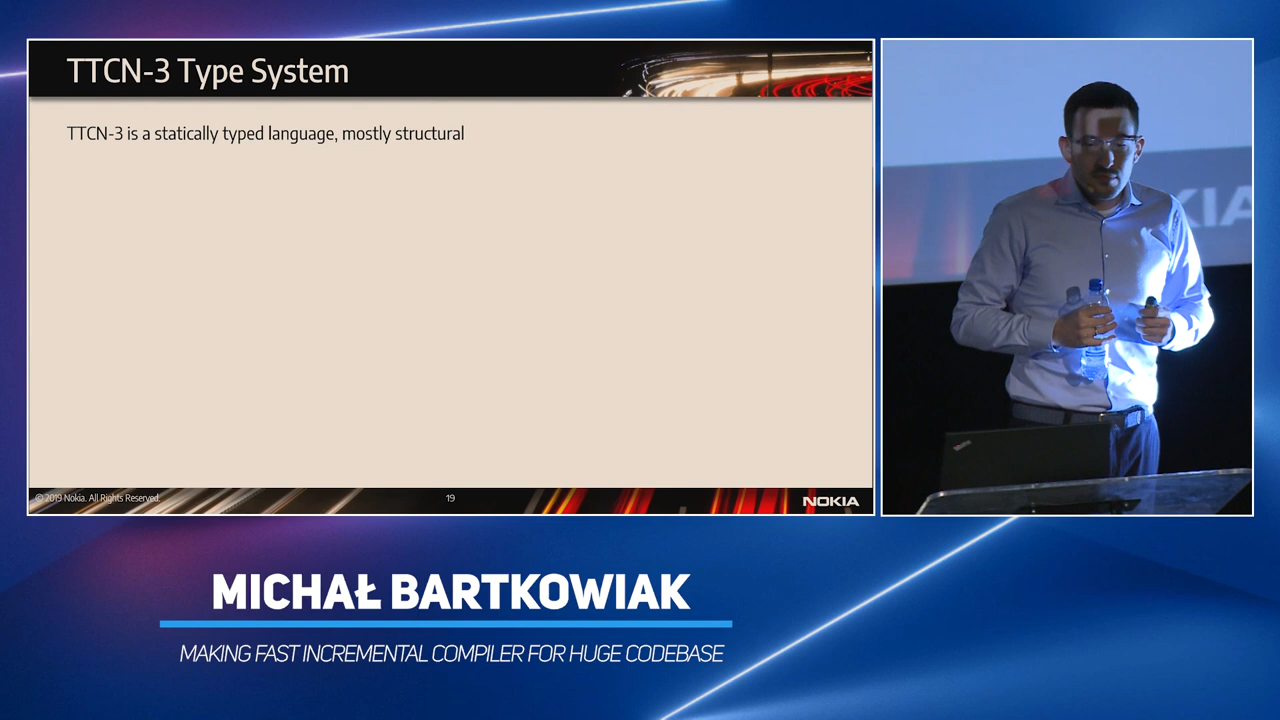 TTCN-3 Type System
TTCN-3 is a statically typed language, mostly structural
© 2019 Nokia. All Rights Reserved.
19
NOKIA
KIA
MICHAŁ BARTKOWIAK
MAKING FAST INCREMENTAL COMPILER FOR HUGE CODEBASE